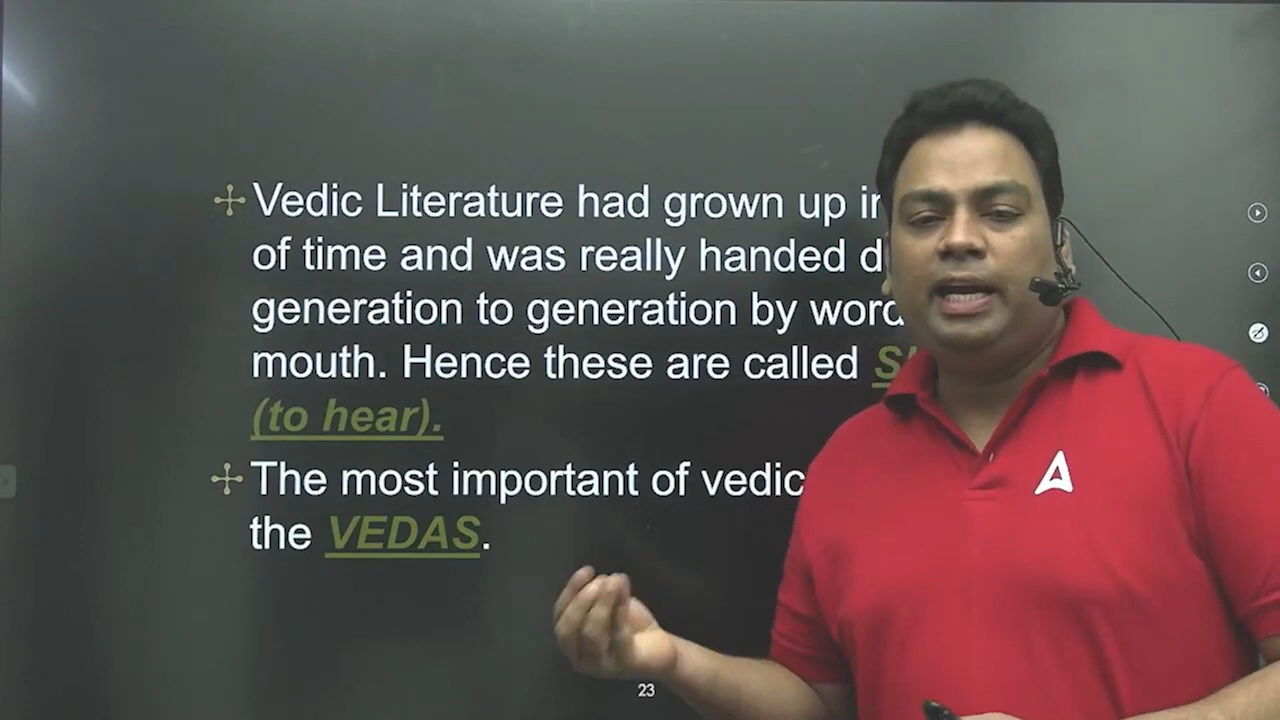 Vedic Literature had grown up
of time and was really handed
generation to generation by word
mouth. Hence these are called
(to hear).
The most important of vedic
the VEDAS.
23